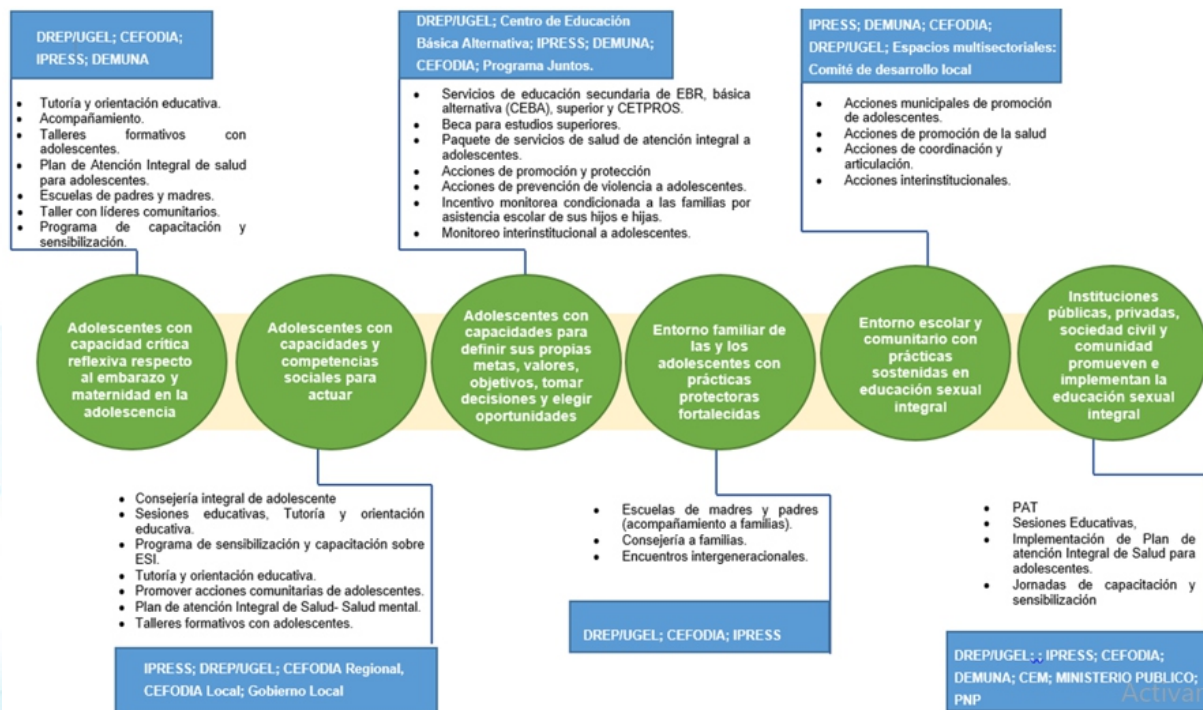 DREP/UGEL; CEFODIA;
IPRESS; DEMUNA
• Tutoría y orientación educativa.
• Acompañamiento.
• Talleres formativos con
adolescentes.
• Plan de Atención Integral de salud
para adolescentes.
• Escuelas de padres y madres.
• Taller con líderes comunitarios.
• Programa de capacitación y
sensibilización.
DREP/UGEL; Centro de Educación
Básica Alternativa; IPRESS; DEMUNA;
CEFODIA; Programa Juntos.
• Servicios de educación secundaria de EBR, básica
alternativa (CEBA), superior y CETPROS.
• Beca para estudios superiores.
• Paquete de servicios de salud de atención integral a
adolescentes.
• Acciones de promoción y protección
• Acciones de prevención de violencia a adolescentes.
• Incentivo monitorea condicionada a las familias por
asistencia escolar de sus hijos e hijas.
• Monitoreo interinstitucional a adolescentes.
IPRESS; DEMUNA; CEFODIA;
DREP/UGEL; Espacios multisectoriales:
Comité de desarrollo local
• Acciones municipales de promoción
de adolescentes.
• Acciones de promoción de la salud
• Acciones de coordinación y
articulación.
• Acciones interinstitucionales.
Adolescentes con
capacidad crítica
reflexiva respecto
al embarazo y
maternidad en la
adolescencia
Adolescentes con
capacidades y
competencias
sociales para
actuar
Adolescentes con
capacidades para
definir sus propias
metas, valores,
objetivos, tomar
decisiones y elegir
oportunidades
Entorno familiar de
las y los
adolescentes con
prácticas
protectoras
fortalecidas
Entorno escolar y
comunitario con
prácticas
sostenidas en
educación sexual
integral
Instituciones
públicas, privadas,
sociedad civil y
comunidad
promueven e
implementan la
educación sexual
integral
• Consejería integral de adolescente
• Sesiones educativas, Tutoría y orientación
educativa.
• Programa de sensibilización y capacitación sobre
ESI.
• Tutoría y orientación educativa.
• Promover acciones comunitarias de adolescentes.
• Plan de atención Integral de Salud- Salud mental.
• Talleres formativos con adolescentes.
IPRESS; DREP/UGEL; CEFODIA Regional,
CEFODIA Local; Gobierno Local
• Escuelas de madres y padres
(acompañamiento a familias).
• Consejería a familias.
• Encuentros intergeneracionales.
DREP/UGEL; CEFODIA; IPRESS
• PAT
• Sesiones Educativas,
• Implementación de Plan de
atención Integral de Salud para
adolescentes.
• Jornadas de capacitación y
sensibilización
DREP/UGEL; ; IPRESS; CEFODIA;
DEMUNA; CEM; MINISTERIO PUBLICO;
PNP
Activar